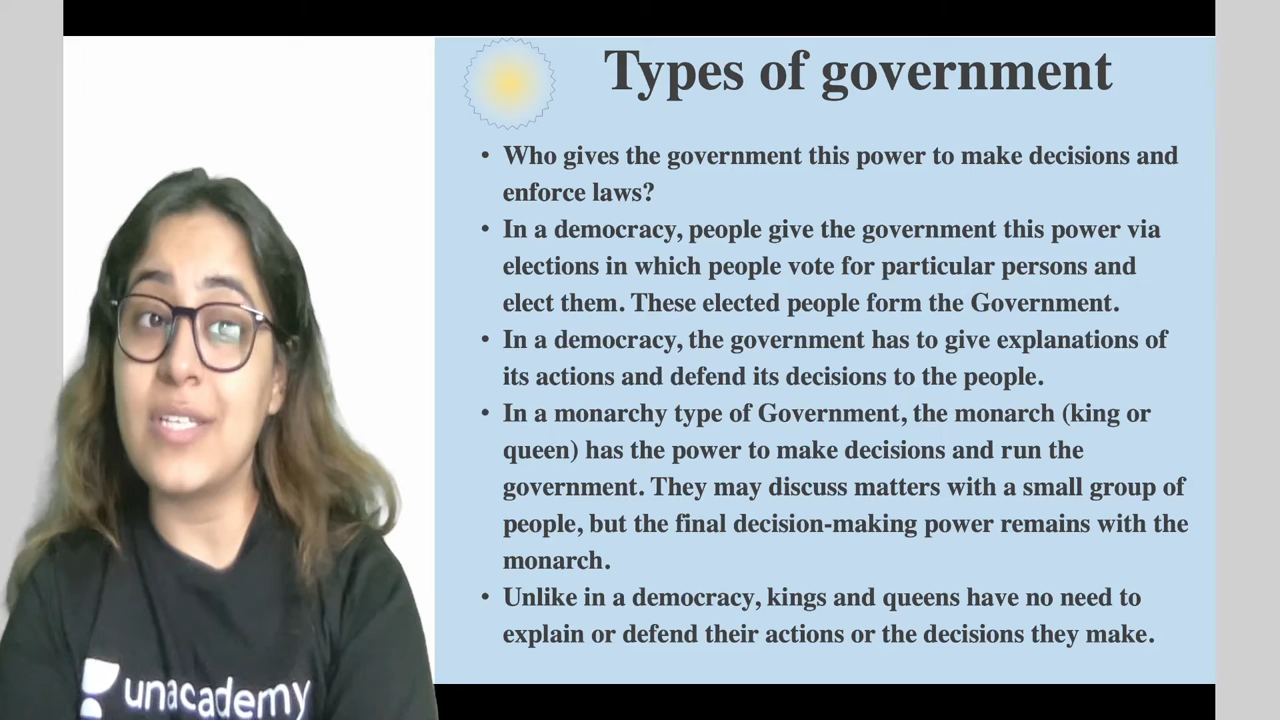 Types of government
• Who gives the government this power to make decisions and
enforce laws?
• In a democracy, people give the government this power via
elections in which people vote for particular persons and
elect them. These elected people form the Government.
• In a democracy, the government has to give explanations of
its actions and defend its decisions to the people.
• In a monarchy type of Government, the monarch (king or
queen) has the power to make decisions and run the
government. They may discuss matters with a small group of
people, but the final decision-making power remains with the
monarch.
• Unlike in a democracy, kings and queens have no need to
explain or defend their actions or the decisions they make.
unacademy